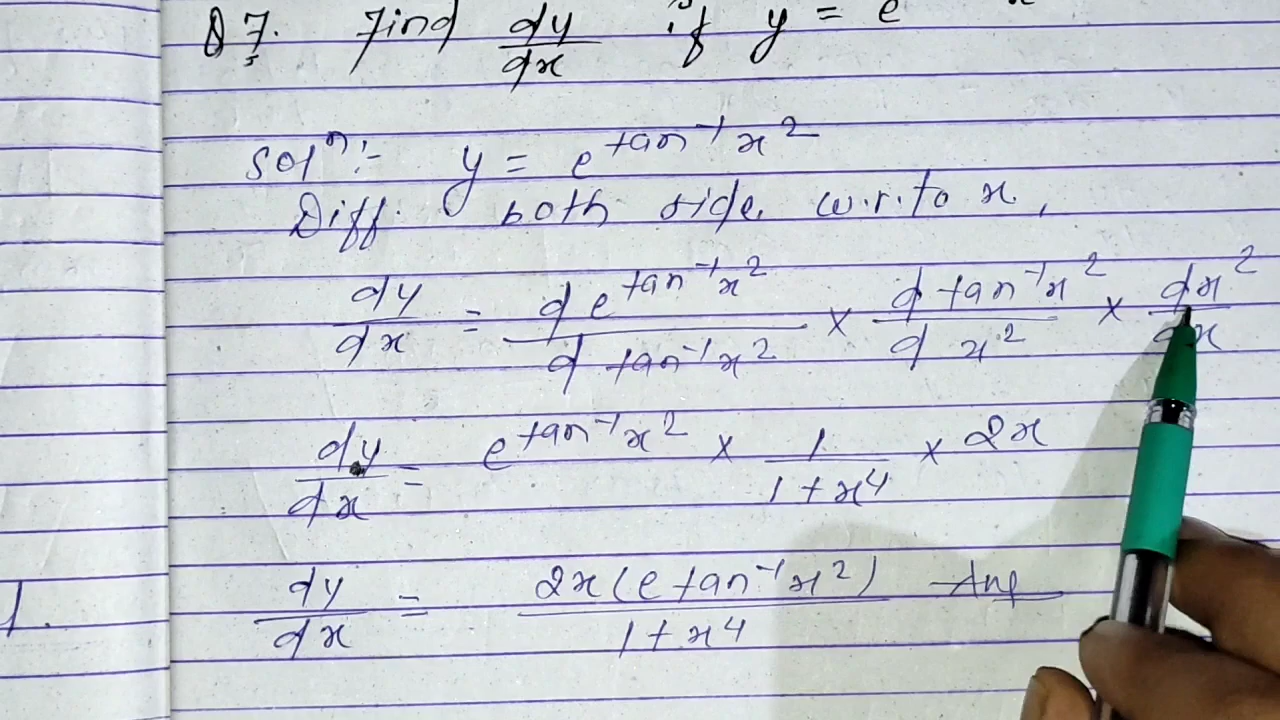 Q7. Find dy/dx if y = e
Solⁿ:- y = e^tan⁻¹x²
Diff. both side w.r.to x,
dy/dx = d e^tan⁻¹x² / d tan⁻¹x² × d tan⁻¹x² / d x² × dx²/dx
dy/dx = e^tan⁻¹x² × 1/1+x⁴ × 2x
dy/dx = 2x(e tan⁻¹x²) / 1+x⁴ Ans
1.